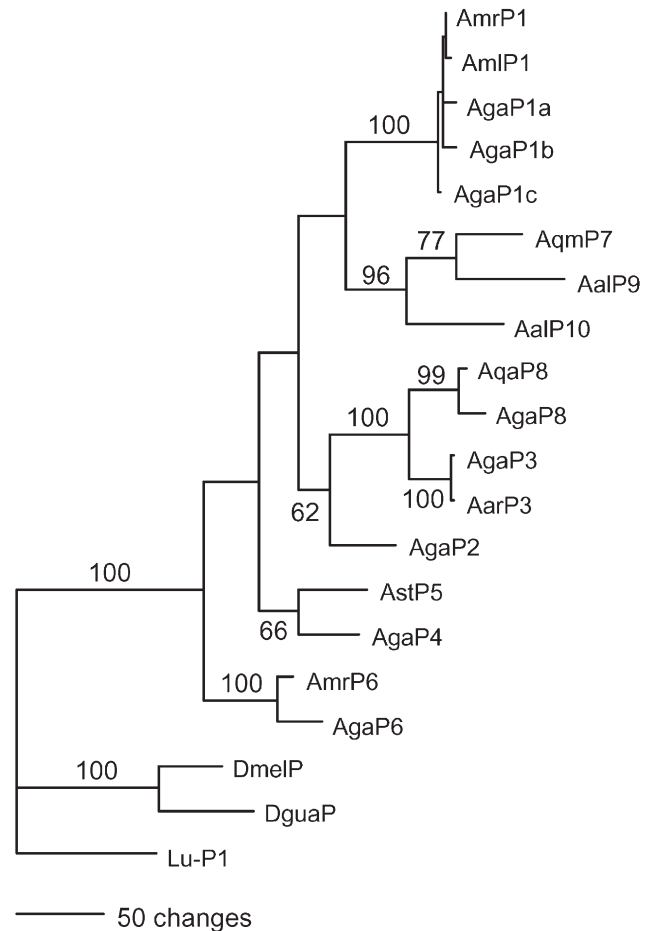 AmrP1
AmlP1
AgaP1a
100
AgaP1b
AgaP1c
77
AqmP7
96
AalP9
AalP10
99
AqaP8
100
AgaP8
AgaP3
100
AarP3
62
AgaP2
100
AstP5
66
AgaP4
100
AmrP6
AgaP6
100
DmelP
DguaP
Lu-P1
50 changes